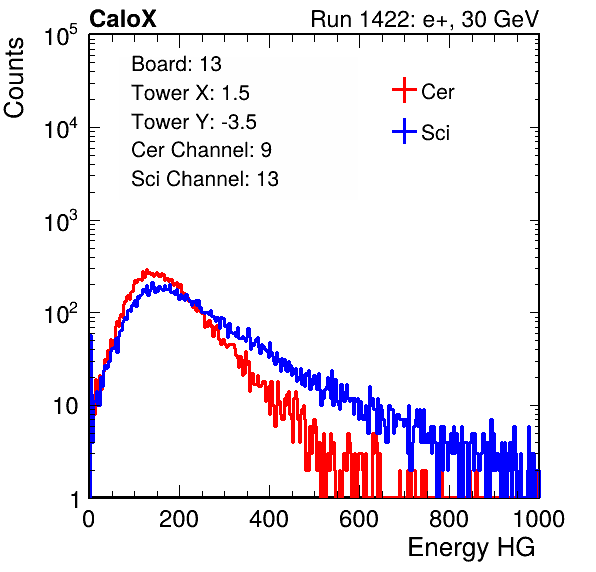 CaloX Run 1422: e+, 30 GeV
Counts
Board: 13
Tower X: 1.5
Tower Y: -3.5
Cer Channel: 9
Sci Channel: 13
Cer
Sci
10^5
10^4
10^3
10^2
10
1
0 200 400 600 800 1000
Energy HG